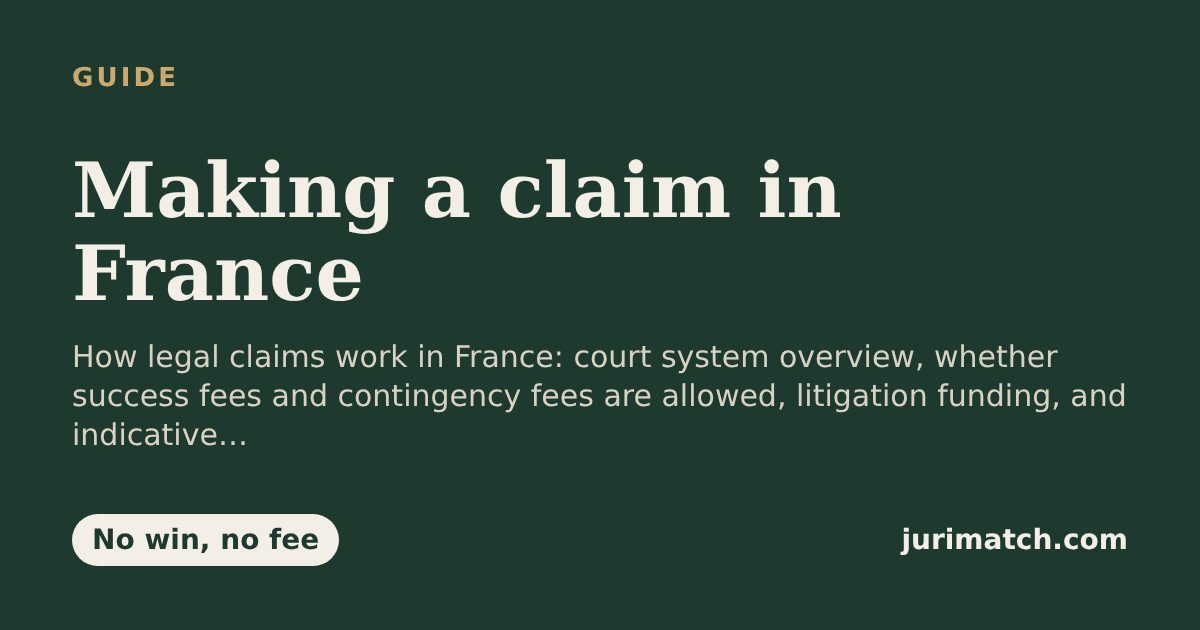 GUIDE
Making a claim in
France
How legal claims work in France: court system overview, whether
success fees and contingency fees are allowed, litigation funding, and
indicative…
No win, no fee
jurimatch.com